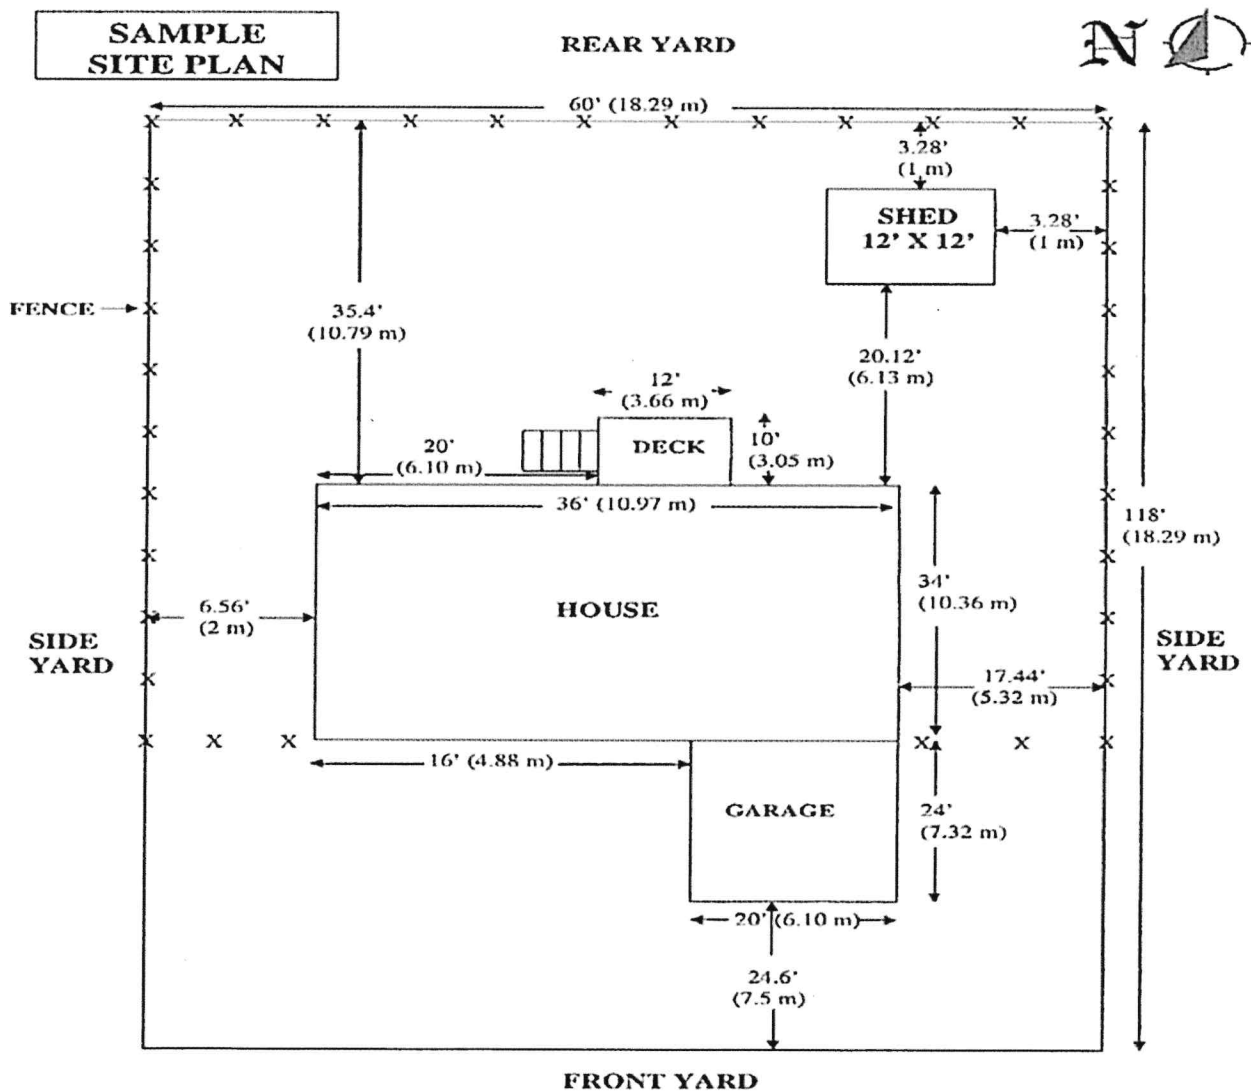 SAMPLE
SITE PLAN
REAR YARD
N
60' (18.29 m)
3.28'
(1 m)
SHED
12' X 12'
3.28'
(1 m)
FENCE
35.4'
(10.79 m)
20.12'
(6.13 m)
12'
(3.66 m)
20'
(6.10 m)
DECK
10'
(3.05 m)
36' (10.97 m)
118'
(18.29 m)
34'
(10.36 m)
6.56'
(2 m)
HOUSE
SIDE
YARD
SIDE
YARD
17.44'
(5.32 m)
16' (4.88 m)
GARAGE
24'
(7.32 m)
20' (6.10 m)
24.6'
(7.5 m)
FRONT YARD